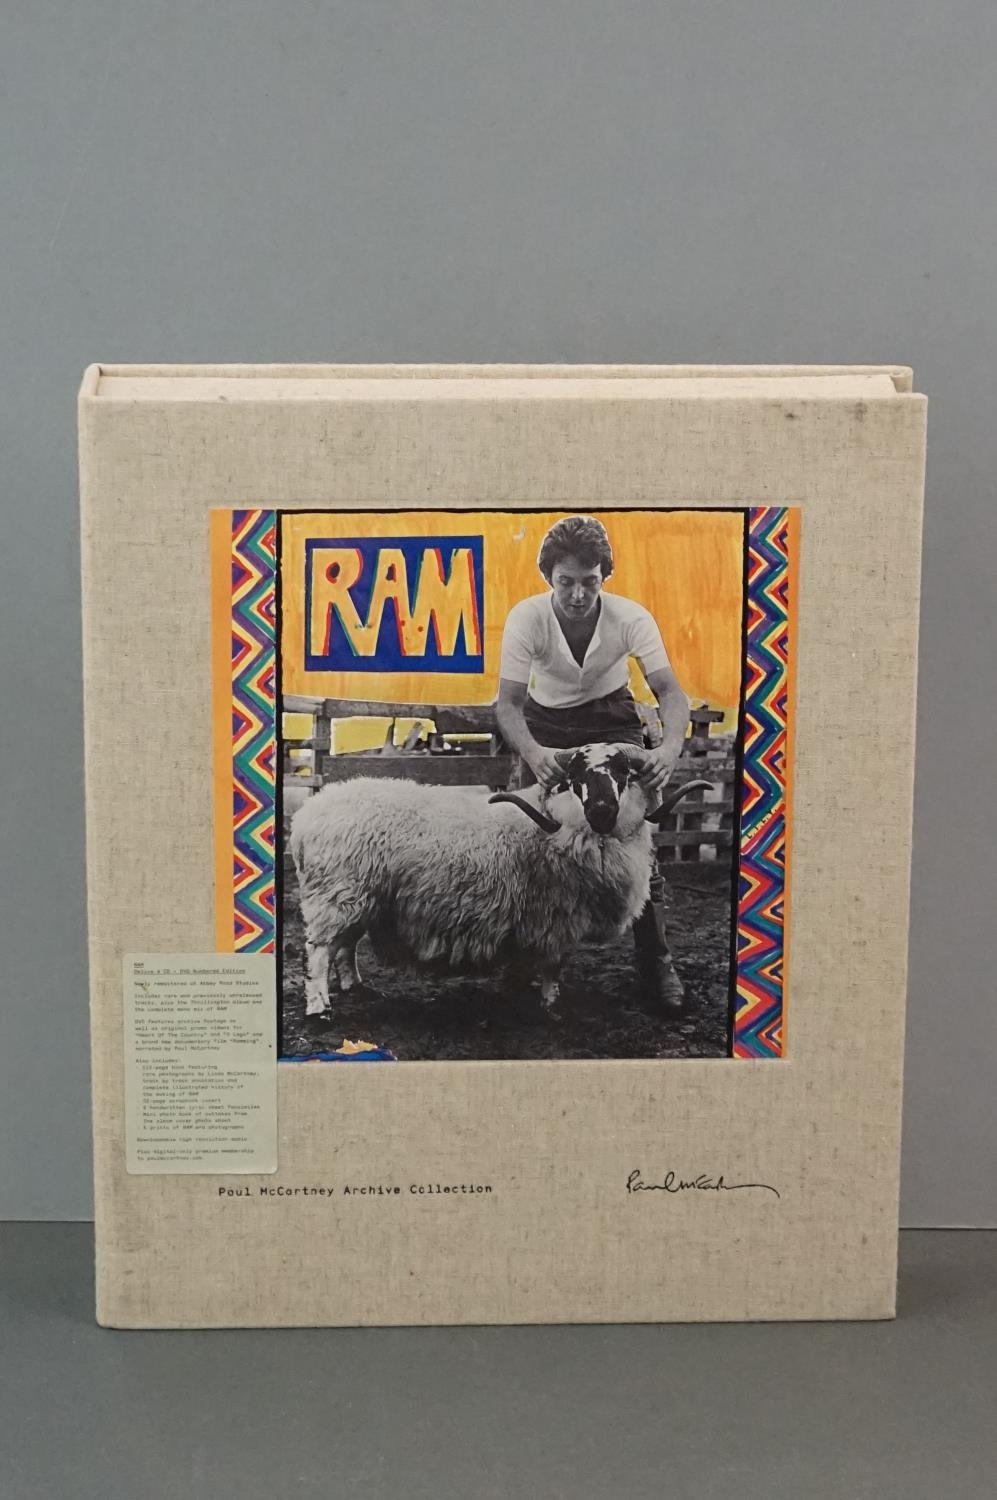 RAM
L.I.L.Y.
RAM
Deluxe 4 CD + DVD Numbered Edition
Newly remastered at Abbey Road Studios
Includes rare and previously unreleased
tracks, plus the Thrillington album and
the complete mono mix of RAM
DVD features archive footage as
well as original promo videos for
"Heart Of The Country" and "3 Legs" and
a brand new documentary film "Ramming",
narrated by Paul McCartney
Also includes:
112-page book featuring
rare photographs by Linda McCartney,
track by track annotation and
complete illustrated history of
the making of RAM
32-page scrapbook insert
8 handwritten lyric sheet facsimiles
Mini photo book of outtakes from
the album cover photo shoot
5 prints of RAM era photographs
Downloadable high resolution audio
Plus digital-only premium membership
to paulmccartney.com
Paul McCartney Archive Collection
Paul McCartney